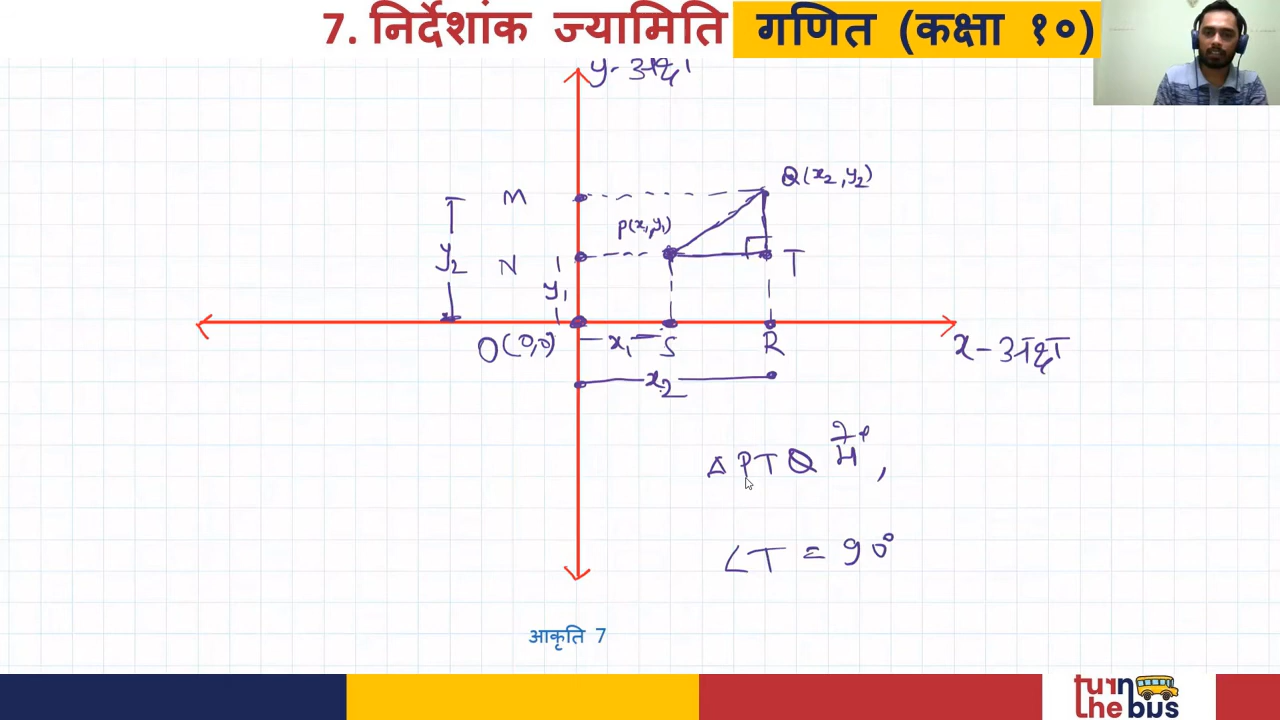 7. निर्देशांक ज्यामिति गणित (कक्षा १०)
y- अक्ष
Q(x₂, y₂)
M
P(x₁, y₁)
y₂
N
T
y₁
O(0,0)
x₁
S
R
x - अक्ष
x₂
Δ PTQ में,
∠T = 90°
आकृति 7
turn the bus